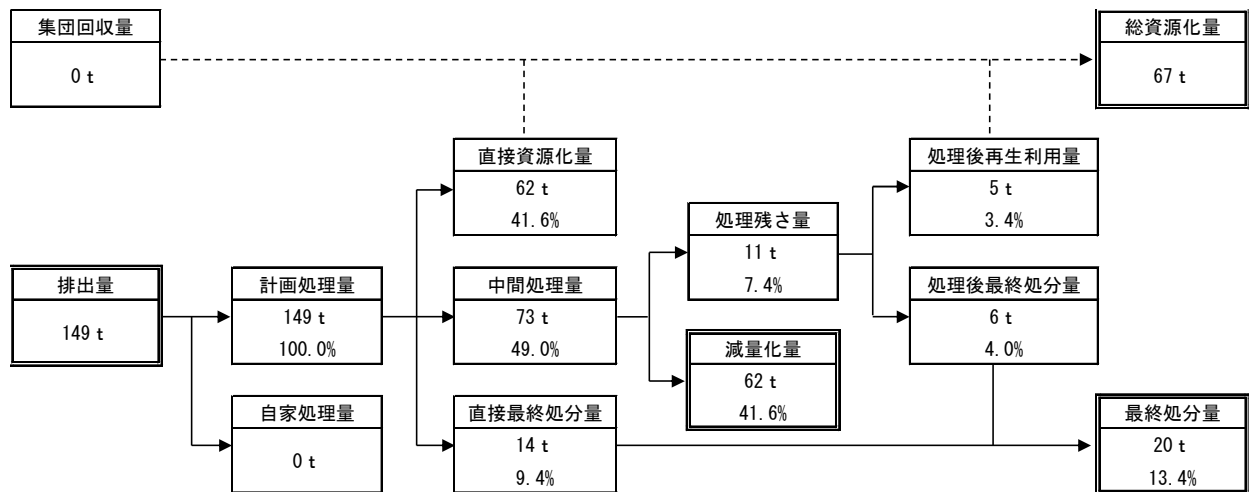 集団回収量
0 t
総資源化量
67 t
直接資源化量
62 t
41.6%
処理後再生利用量
5 t
3.4%
処理残さ量
11 t
7.4%
排出量
149 t
計画処理量
149 t
100.0%
中間処理量
73 t
49.0%
処理後最終処分量
6 t
4.0%
減量化量
62 t
41.6%
自家処理量
0 t
直接最終処分量
14 t
9.4%
最終処分量
20 t
13.4%